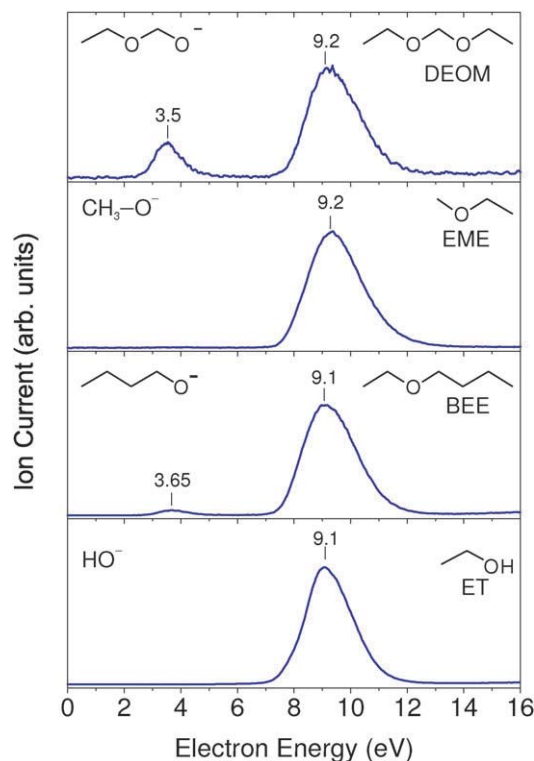 O O⁻
9.2
O O
DEOM
3.5
CH₃–O⁻
9.2
O
EME
O⁻
9.1
O
BEE
3.65
HO⁻
9.1
OH
ET
Ion Current (arb. units)
0 2 4 6 8 10 12 14 16
Electron Energy (eV)